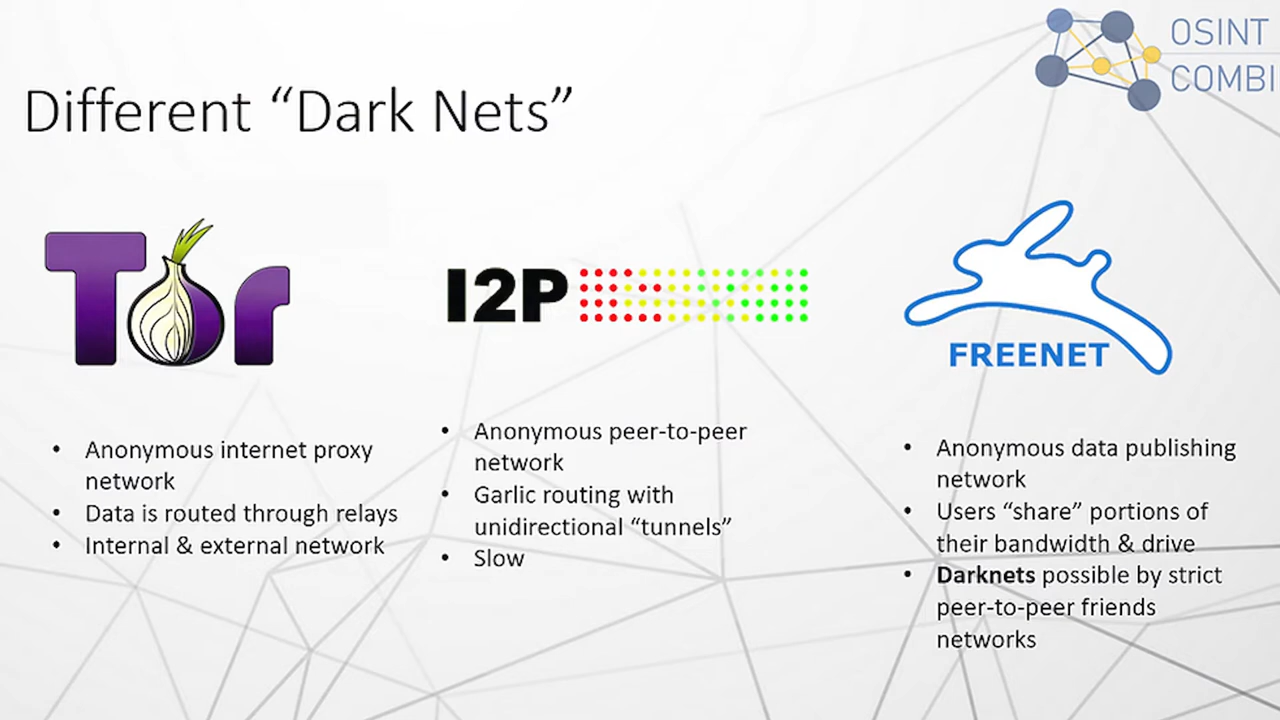 OSINT
COMBI
Different “Dark Nets”
Tor
• Anonymous internet proxy
network
• Data is routed through relays
• Internal & external network
I2P
• Anonymous peer-to-peer
network
• Garlic routing with
unidirectional “tunnels”
• Slow
FREENET
• Anonymous data publishing
network
• Users “share” portions of
their bandwidth & drive
• Darknets possible by strict
peer-to-peer friends
networks